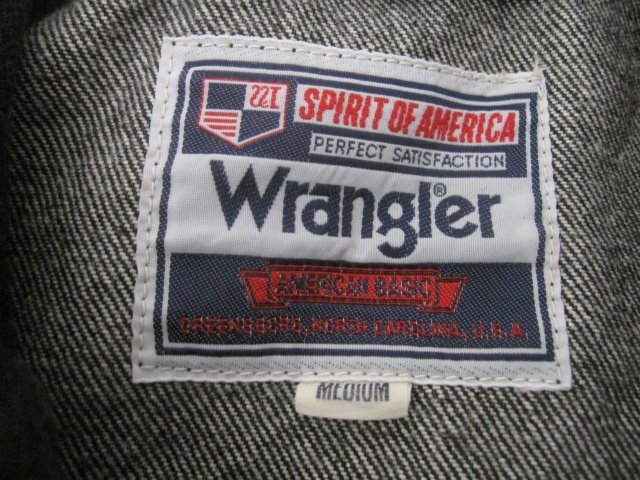 SPIRIT OF AMERICA
PERFECT SATISFACTION
Wrangler®
AMERICAN BASIC
GREENSBORO, NORTH CAROLINA, U.S.A.
MEDIUM